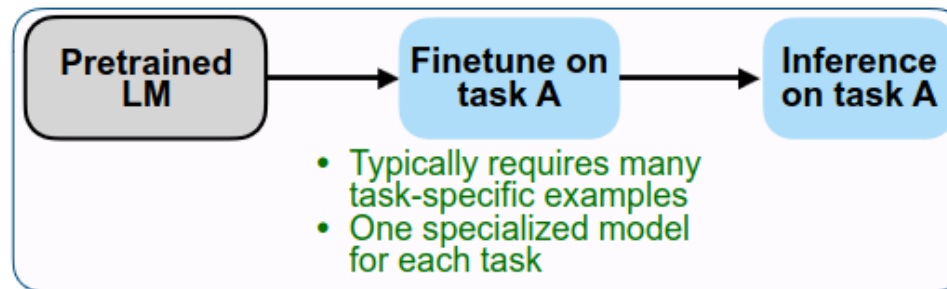 Pretrained
LM
Finetune on
task A
Inference
on task A
• Typically requires many
task-specific examples
• One specialized model
for each task